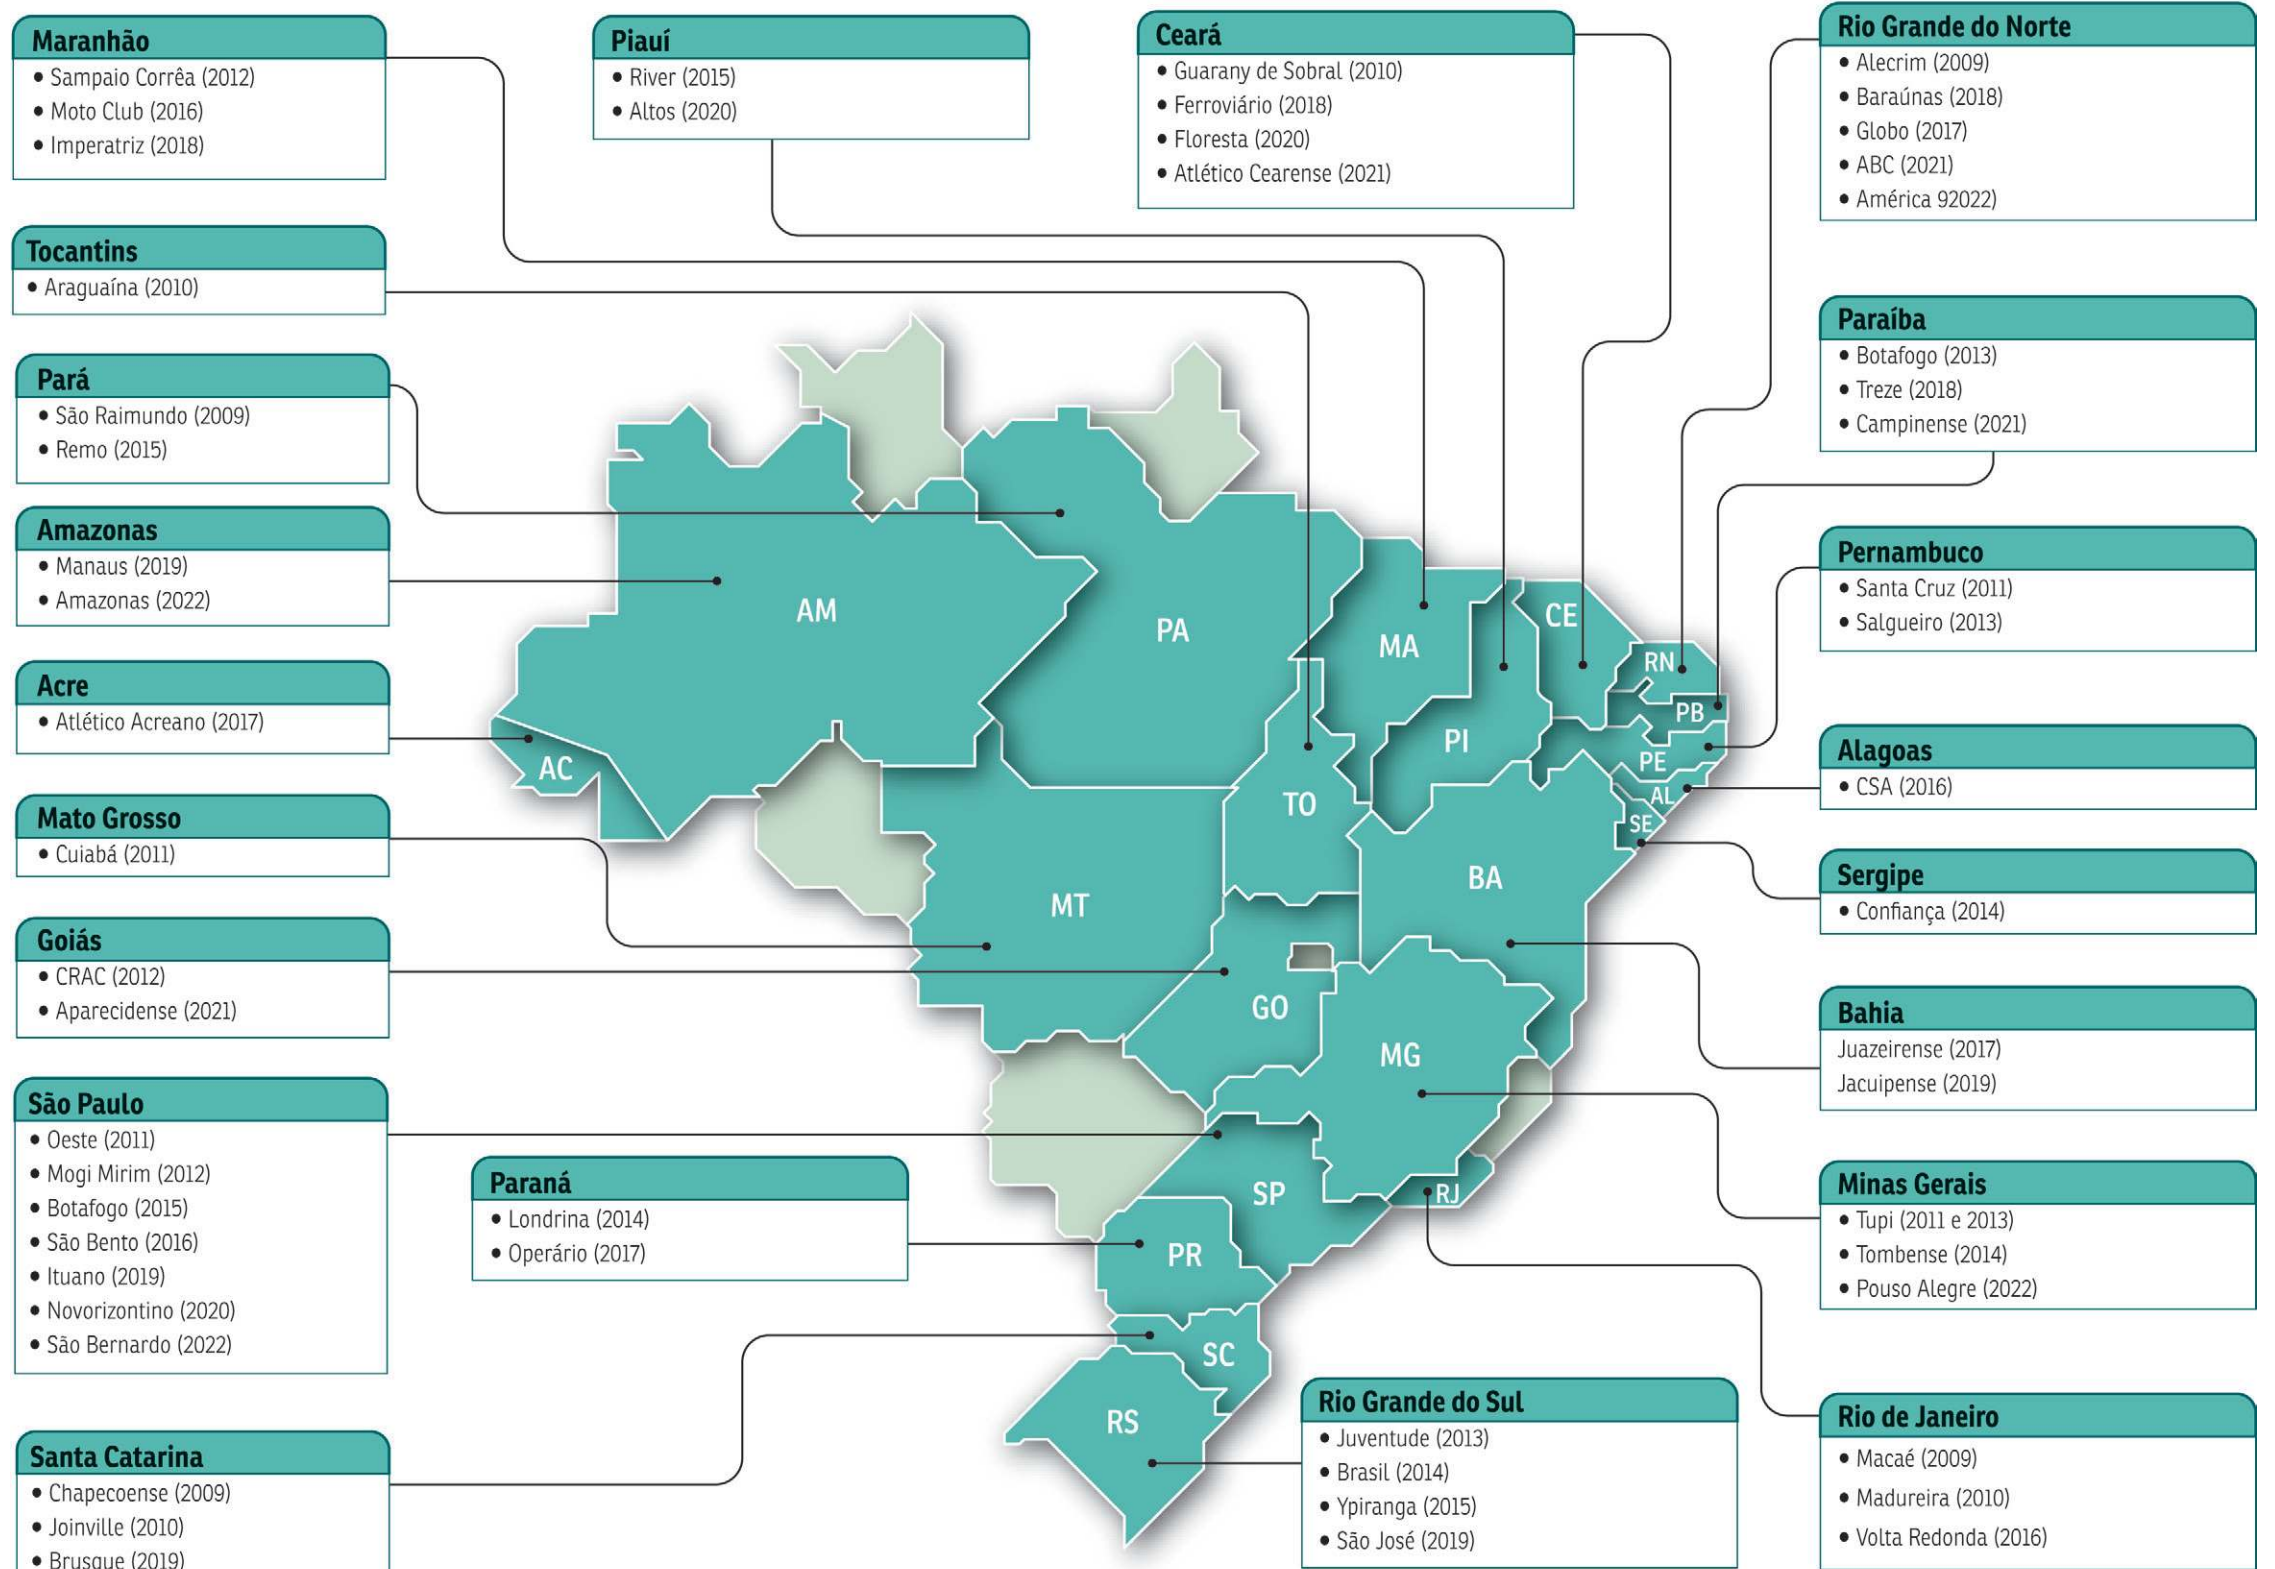 Maranhão
• Sampaio Corrêa (2012)
• Moto Club (2016)
• Imperatriz (2018)
Piauí
• River (2015)
• Altos (2020)
Ceará
• Guarany de Sobral (2010)
• Ferroviário (2018)
• Floresta (2020)
• Atlético Cearense (2021)
Rio Grande do Norte
• Alecrim (2009)
• Baraúnas (2018)
• Globo (2017)
• ABC (2021)
• América 92022)
Tocantins
• Araguaína (2010)
Paraíba
• Botafogo (2013)
• Treze (2018)
• Campinense (2021)
Pará
• São Raimundo (2009)
• Remo (2015)
Amazonas
• Manaus (2019)
• Amazonas (2022)
Pernambuco
• Santa Cruz (2011)
• Salgueiro (2013)
Acre
• Atlético Acreano (2017)
Alagoas
• CSA (2016)
Mato Grosso
• Cuiabá (2011)
Sergipe
• Confiança (2014)
Goiás
• CRAC (2012)
• Aparecidense (2021)
Bahia
Juazeirense (2017)
Jacuipense (2019)
São Paulo
• Oeste (2011)
• Mogi Mirim (2012)
• Botafogo (2015)
• São Bento (2016)
• Ituano (2019)
• Novorizontino (2020)
• São Bernardo (2022)
Paraná
• Londrina (2014)
• Operário (2017)
Minas Gerais
• Tupi (2011 e 2013)
• Tombense (2014)
• Pouso Alegre (2022)
Santa Catarina
• Chapecoense (2009)
• Joinville (2010)
• Brusque (2019)
Rio Grande do Sul
• Juventude (2013)
• Brasil (2014)
• Ypiranga (2015)
• São José (2019)
Rio de Janeiro
• Macaé (2009)
• Madureira (2010)
• Volta Redonda (2016)
AM
PA
MA
CE
RN
PB
PI
PE
AC
AL
TO
SE
BA
MT
GO
MG
SP
RJ
PR
SC
RS